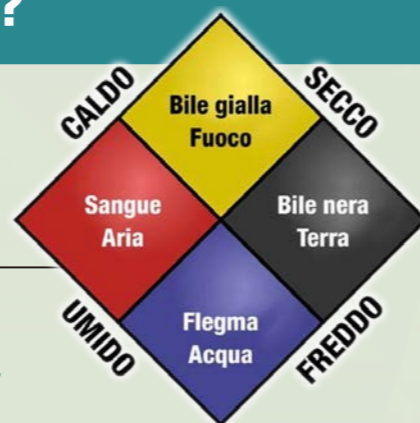 ?
CALDO
SECCO
Bile gialla
Fuoco
Sangue
Aria
Bile nera
Terra
UMIDO
FREDDO
Flegma
Acqua